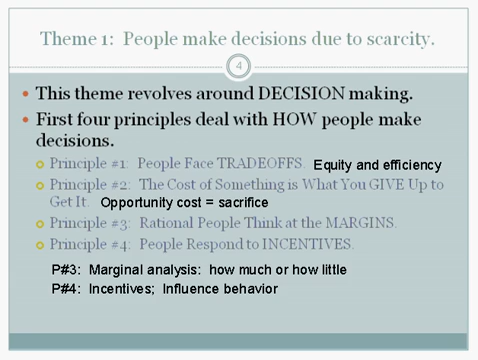 Theme 1:  People make decisions due to scarcity.
4
This theme revolves around DECISION making.
First four principles deal with HOW people make
decisions.
Principle #1:  People Face TRADEOFFS. Equity and efficiency
Principle #2:  The Cost of Something is What You GIVE Up to
Get It. Opportunity cost = sacrifice
Principle #3:  Rational People Think at the MARGINS.
Principle #4:  People Respond to INCENTIVES.
P#3:  Marginal analysis:  how much or how little
P#4:  Incentives;  Influence behavior